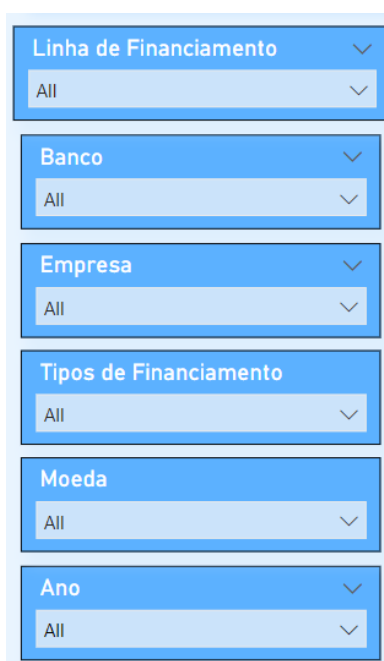 Linha de Financiamento
All
Banco
All
Empresa
All
Tipos de Financiamento
All
Moeda
All
Ano
All